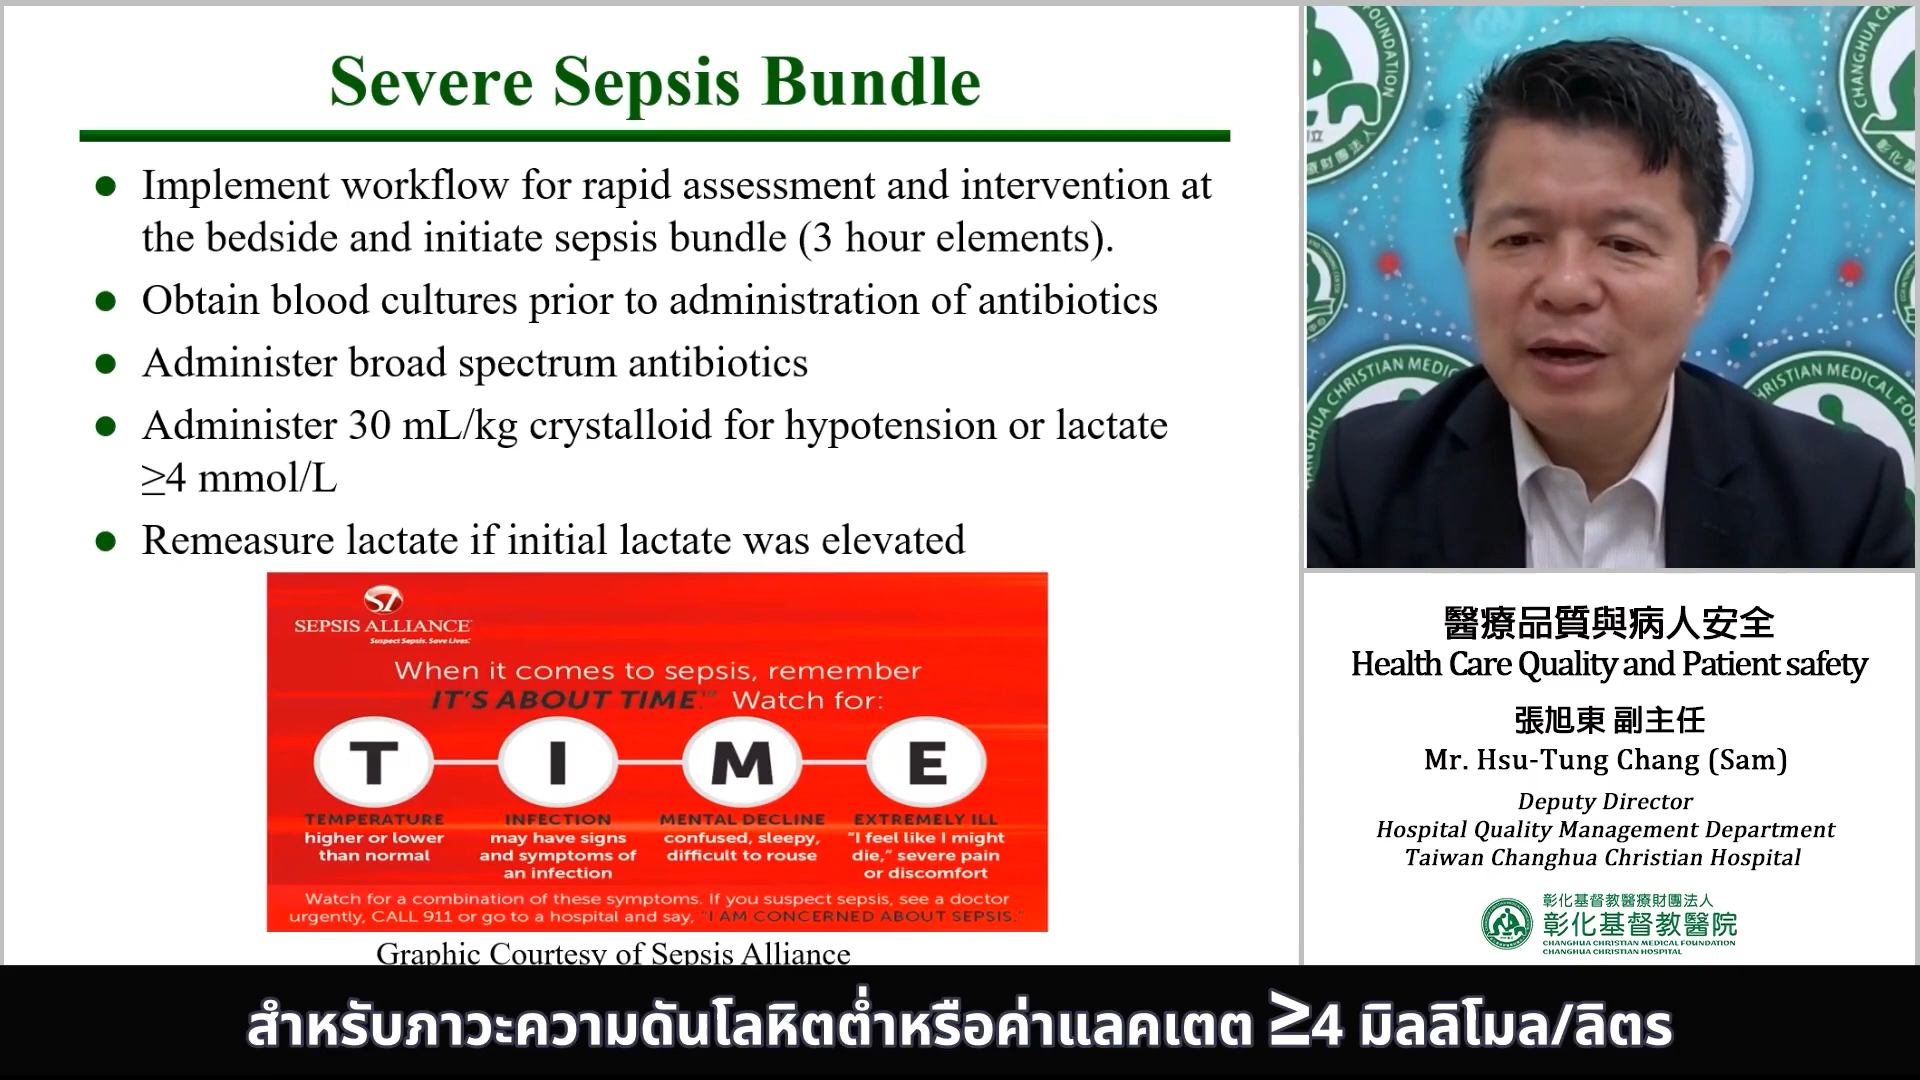 Severe Sepsis Bundle
Implement workflow for rapid assessment and intervention at
the bedside and initiate sepsis bundle (3 hour elements).
Obtain blood cultures prior to administration of antibiotics
Administer broad spectrum antibiotics
Administer 30 mL/kg crystalloid for hypotension or lactate
≥4 mmol/L
Remeasure lactate if initial lactate was elevated
SEPSIS ALLIANCE
Suspect Sepsis. Save Lives.
When it comes to sepsis, remember
IT'S ABOUT TIME.™ Watch for:
T I M E
TEMPERATURE
higher or lower
than normal
INFECTION
may have signs
and symptoms of
an infection
MENTAL DECLINE
confused, sleepy,
difficult to rouse
EXTREMELY ILL
"I feel like I might
die," severe pain
or discomfort
Watch for a combination of these symptoms. If you suspect sepsis, see a doctor
urgently, CALL 911 or go to a hospital and say, "I AM CONCERNED ABOUT SEPSIS."
Graphic Courtesy of Sepsis Alliance
FOUNDATION
CHANGHUA
CHANGHUA CHRISTIAN MEDIC
CHRISTIAN MEDICAL FOU
醫療品質與病人安全
Health Care Quality and Patient safety
張旭東 副主任
Mr. Hsu-Tung Chang (Sam)
Deputy Director
Hospital Quality Management Department
Taiwan Changhua Christian Hospital
彰化基督教醫療財團法人
彰化基督教醫院
CHANGHUA CHRISTIAN MEDICAL FOUNDATION
CHANGHUA CHRISTIAN HOSPITAL
สำหรับภาวะความดันโลหิตต่ำหรือค่าแลคเตต ≥4 มิลลิโมล/ลิตร